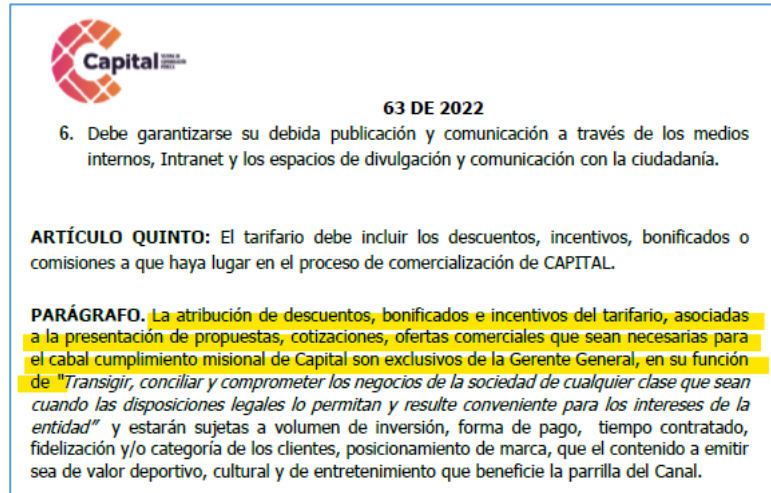 Capital
63 DE 2022
6. Debe garantizarse su debida publicación y comunicación a través de los medios
internos, Intranet y los espacios de divulgación y comunicación con la ciudadanía.
ARTÍCULO QUINTO: El tarifario debe incluir los descuentos, incentivos, bonificados o
comisiones a que haya lugar en el proceso de comercialización de CAPITAL.
PARÁGRAFO. La atribución de descuentos, bonificados e incentivos del tarifario, asociadas
a la presentación de propuestas, cotizaciones, ofertas comerciales que sean necesarias para
el cabal cumplimiento misional de Capital son exclusivos de la Gerente General, en su función
de "Transigir, conciliar y comprometer los negocios de la sociedad de cualquier clase que sean
cuando las disposiciones legales lo permitan y resulte conveniente para los intereses de la
entidad" y estarán sujetas a volumen de inversión, forma de pago, tiempo contratado,
fidelización y/o categoría de los clientes, posicionamiento de marca, que el contenido a emitir
sea de valor deportivo, cultural y de entretenimiento que beneficie la parrilla del Canal.